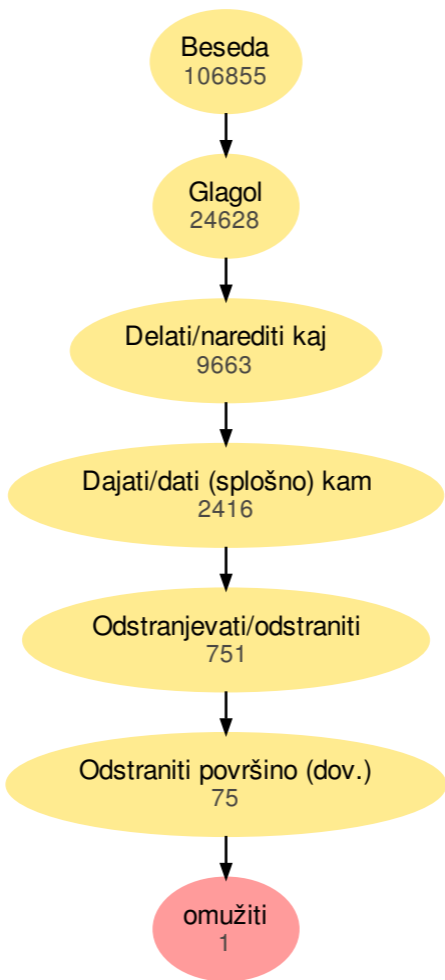 Beseda
106855
Glagol
24628
Delati/narediti kaj
9663
Dajati/dati (splošno) kam
2416
Odstranjevati/odstraniti
751
Odstraniti površino (dov.)
75
omužiti
1